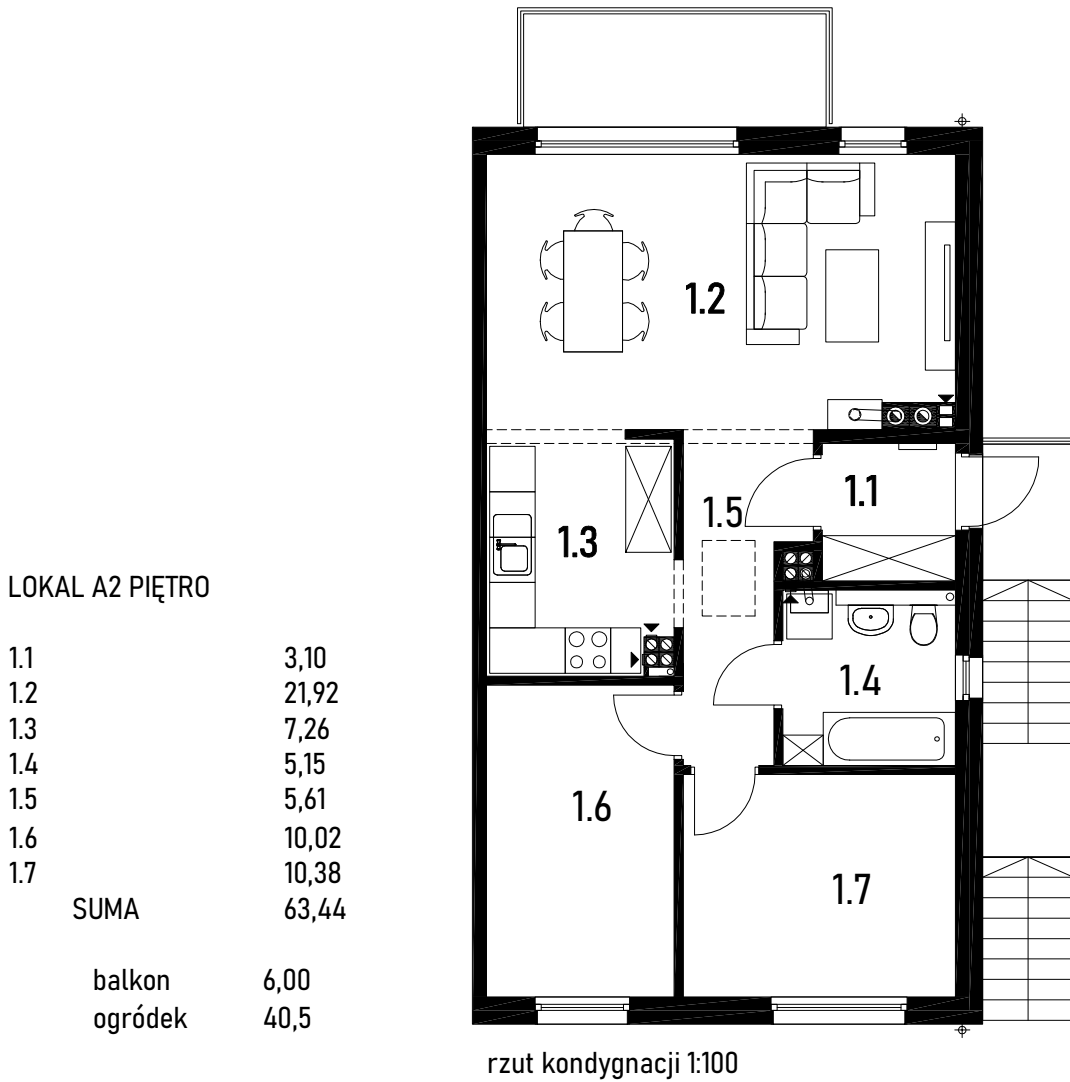 1.2
1.1
1.5
1.3
LOKAL A2 PIĘTRO
1.1 3,10
1.2 21,92
1.3 7,26
1.4 5,15
1.5 5,61
1.6 10,02
1.7 10,38
SUMA 63,44
balkon 6,00
ogródek 40,5
1.4
1.6
1.7
rzut kondygnacji 1:100